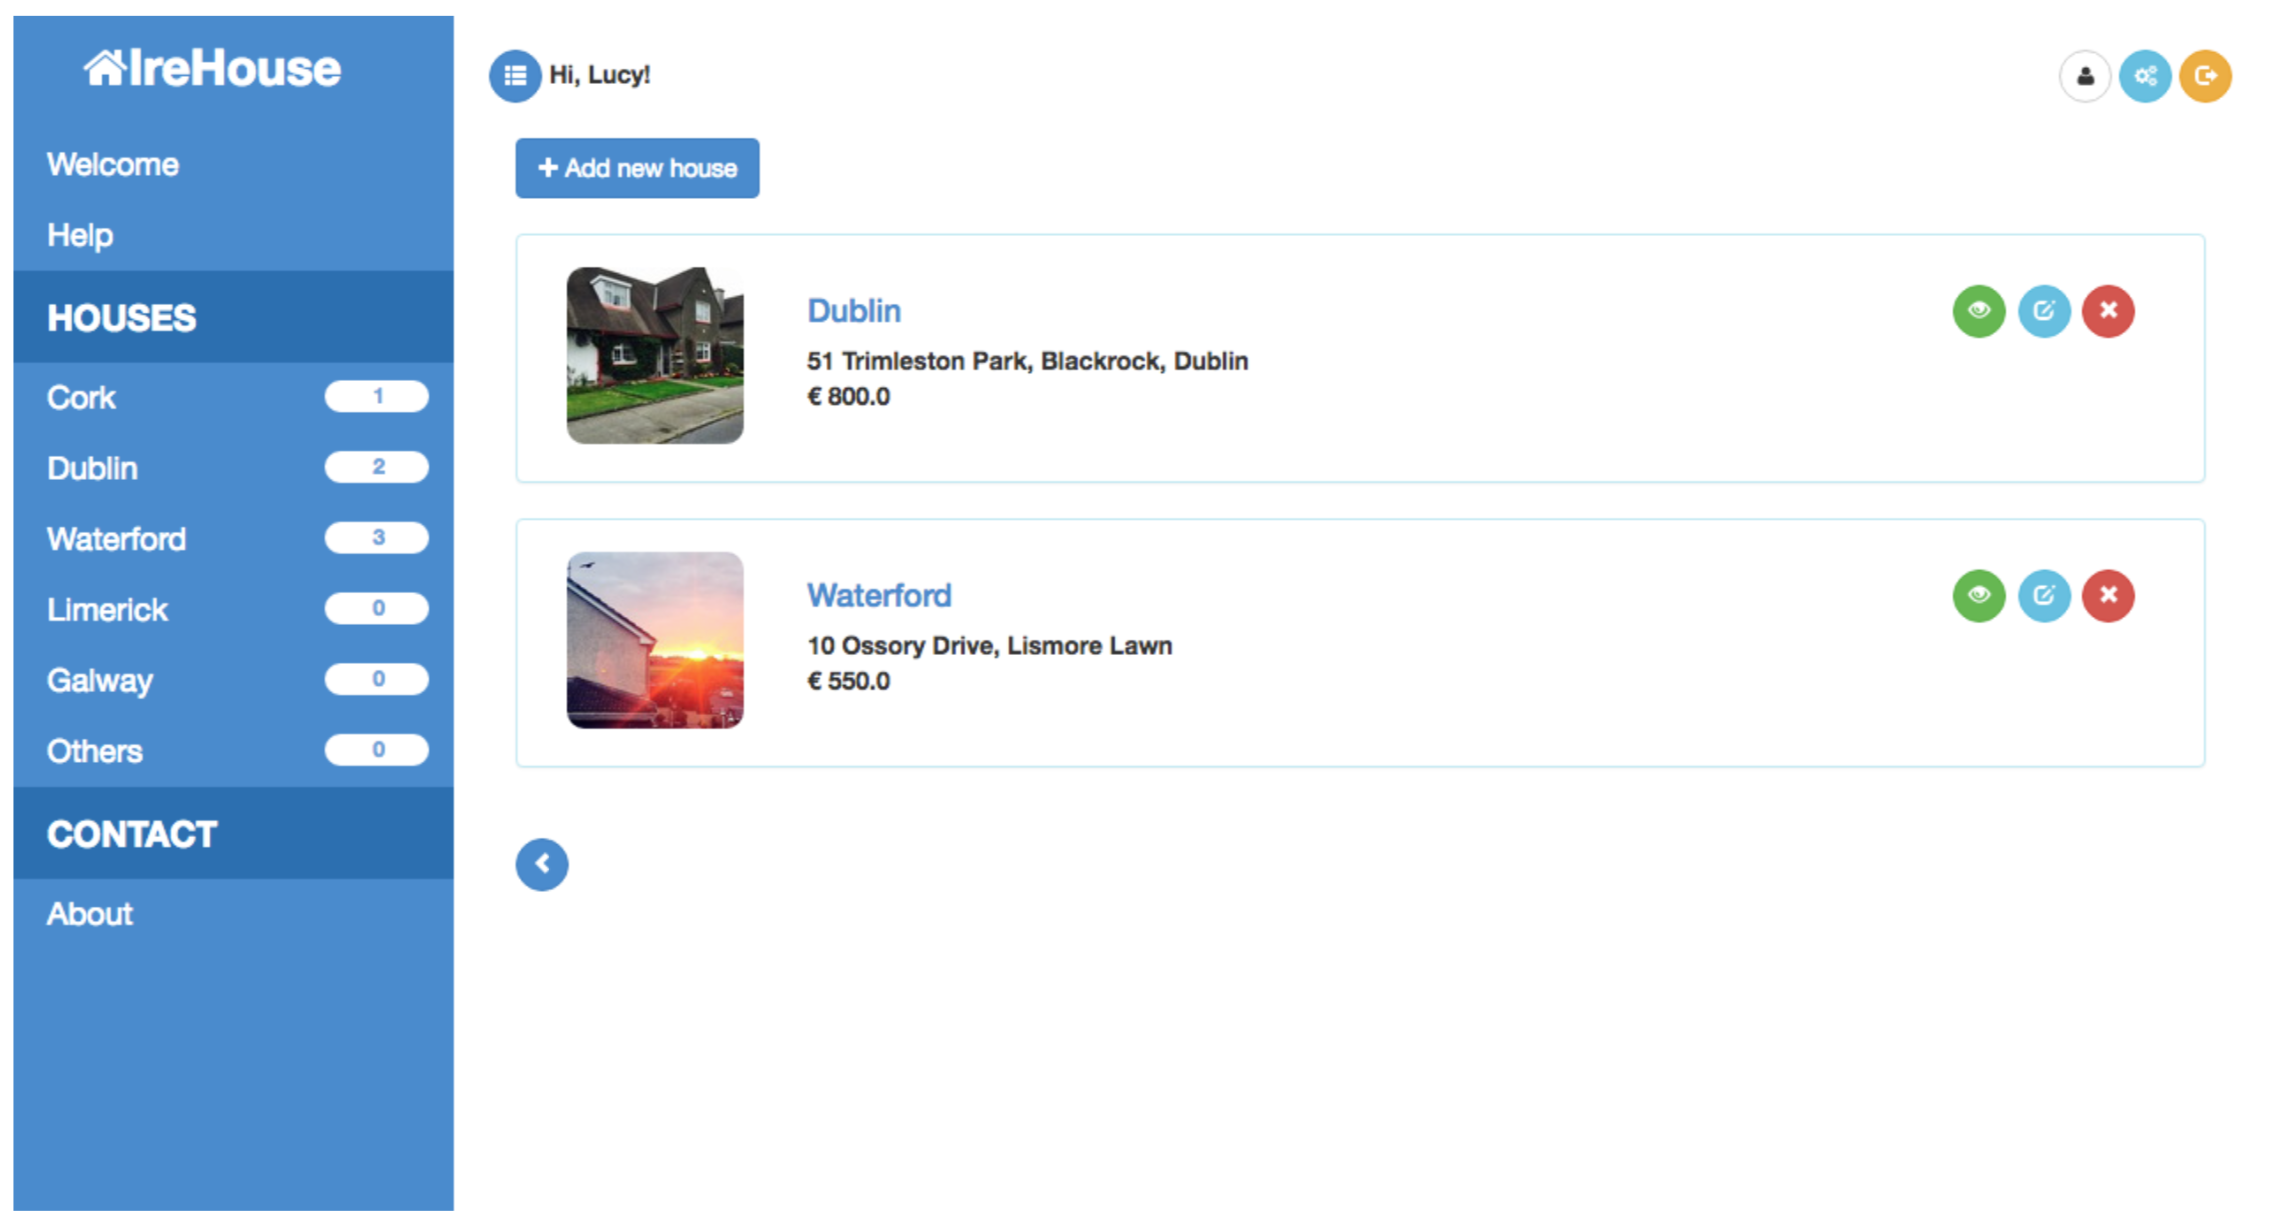 IreHouse
Welcome
Help
HOUSES
Cork 1
Dublin 2
Waterford 3
Limerick 0
Galway 0
Others 0
CONTACT
About
Hi, Lucy!
+ Add new house
Dublin
51 Trimleston Park, Blackrock, Dublin
€ 800.0
Waterford
10 Ossory Drive, Lismore Lawn
€ 550.0